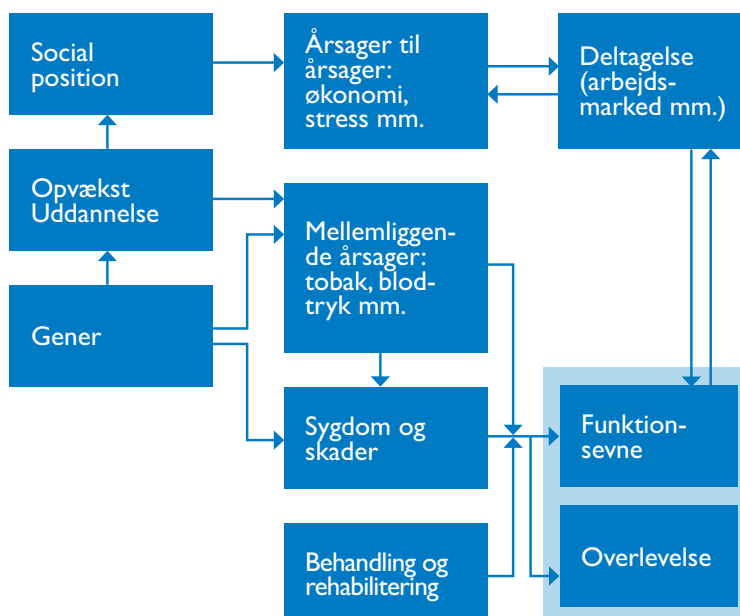 Social
position
Årsager til
årsager:
økonomi,
stress mm.
Deltagelse
(arbejds-
marked mm.)
Opvækst
Uddannelse
Mellemliggen-
de årsager:
tobak, blod-
tryk mm.
Gener
Sygdom og
skader
Funktion-
sevne
Behandling og
rehabilitering
Overlevelse